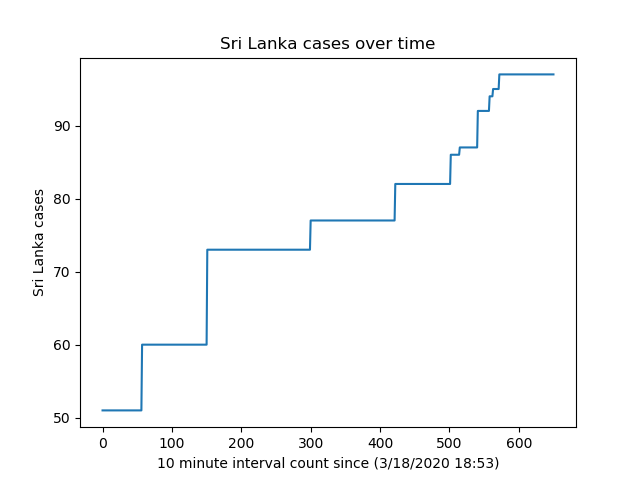 Sri Lanka cases over time
90
80
70
60
50
Sri Lanka cases
0 100 200 300 400 500 600
10 minute interval count since (3/18/2020 18:53)